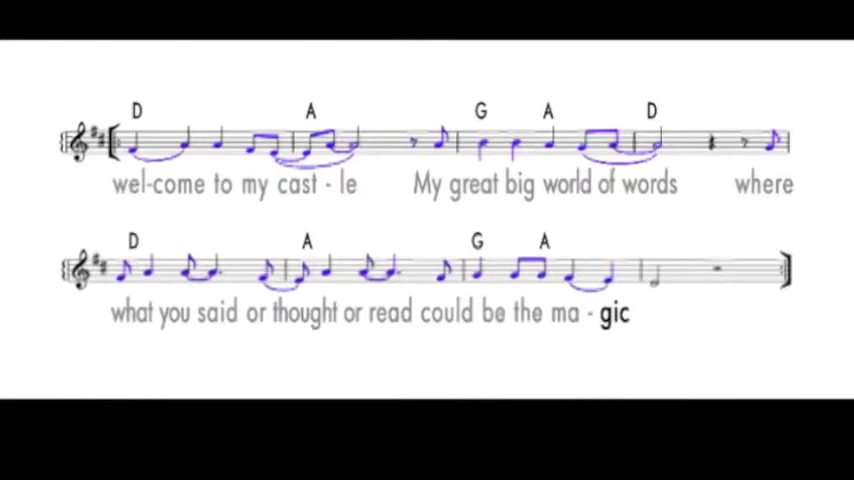 D A G A D
wel-come to my cast - le My great big world of words where
D A G A
what you said or thought or read could be the ma - gic